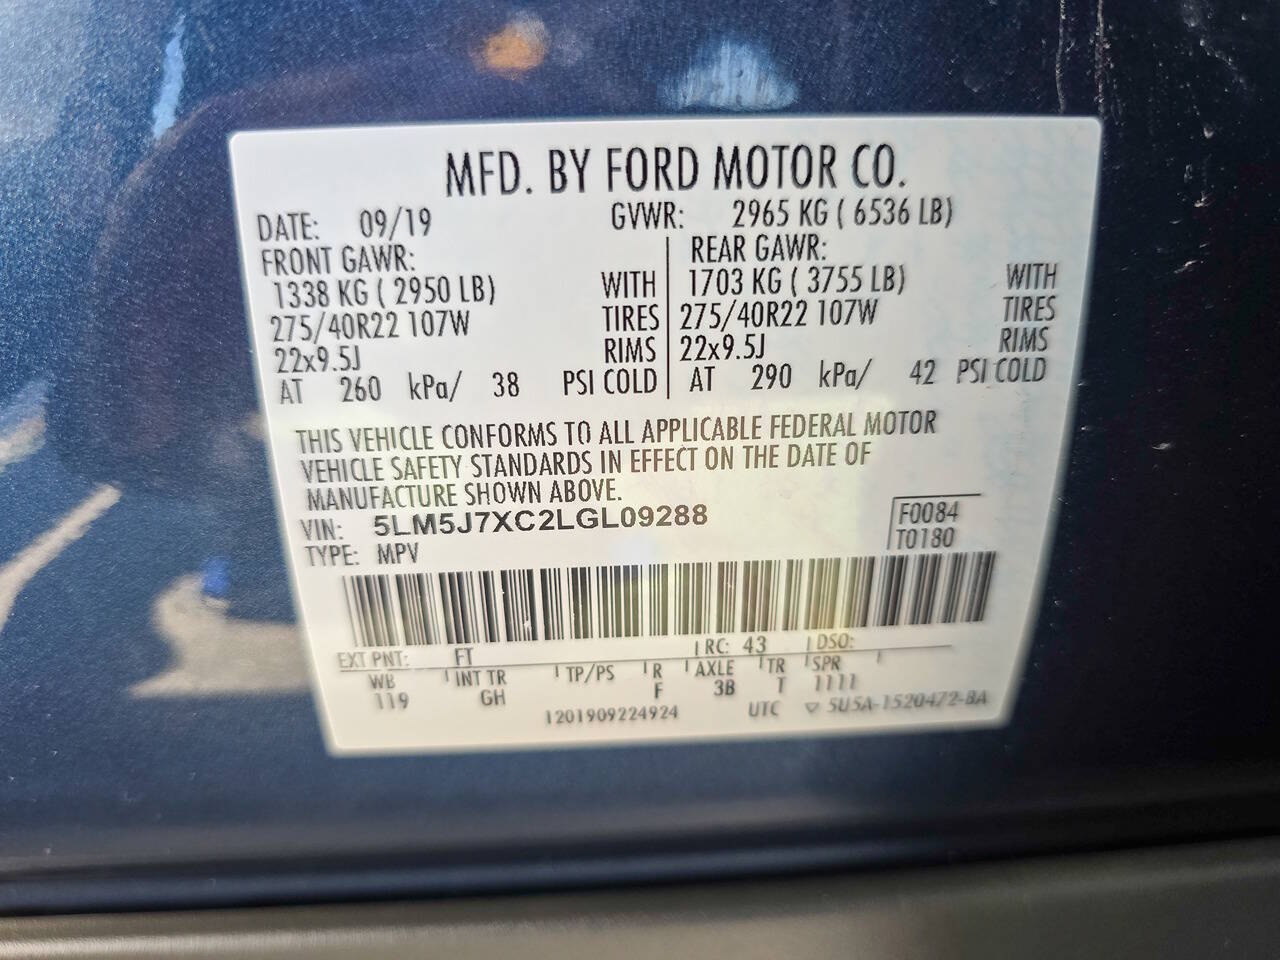 MFD. BY FORD MOTOR CO.
DATE: 09/19 GVWR: 2965 KG ( 6536 LB)
FRONT GAWR: REAR GAWR:
1338 KG ( 2950 LB) WITH 1703 KG ( 3755 LB) WITH
275/40R22 107W TIRES 275/40R22 107W TIRES
22x9.5J RIMS 22x9.5J RIMS
AT 260 kPa/ 38 PSI COLD AT 290 kPa/ 42 PSI COLD
THIS VEHICLE CONFORMS TO ALL APPLICABLE FEDERAL MOTOR
VEHICLE SAFETY STANDARDS IN EFFECT ON THE DATE OF
MANUFACTURE SHOWN ABOVE.
VIN: 5LM5J7XC2LGL09288 F0084
TYPE: MPV T0180
EXT PNT: FT RC: 43 DSO:
WB INT TR TP/PS R AXLE TR SPR
119 GH F 3B T 1111
1201909224924 UTC ▽ 5U5A-1520472-BA